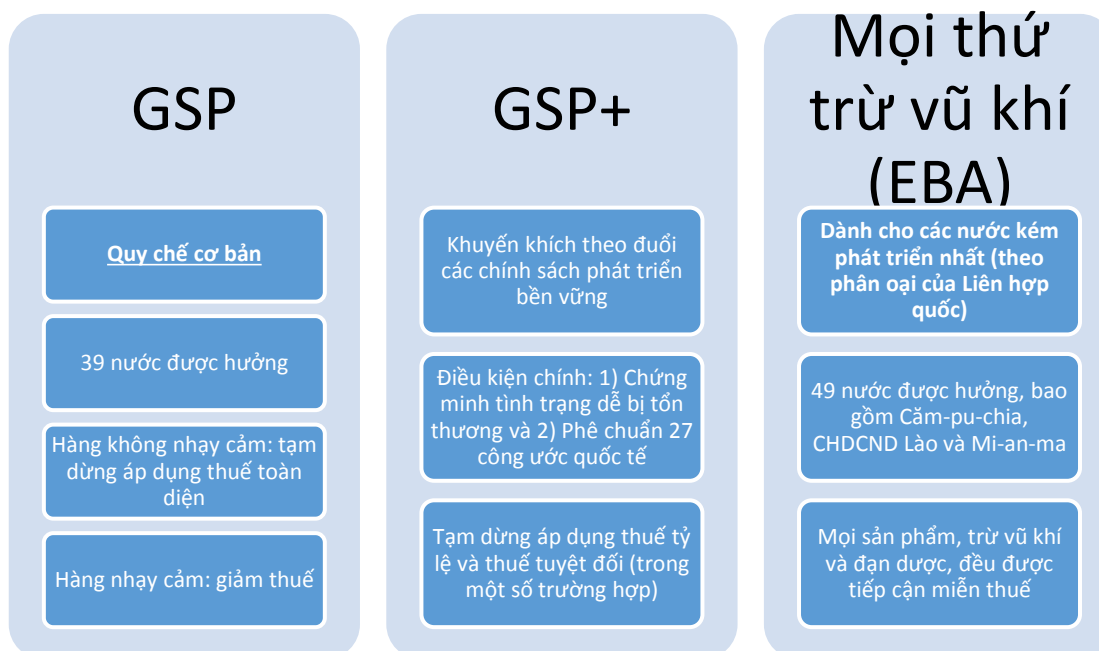 GSP
Quy chế cơ bản
39 nước được hưởng
Hàng không nhạy cảm: tạm
dừng áp dụng thuế toàn
diện
Hàng nhạy cảm: giảm thuế
GSP+
Khuyến khích theo đuổi
các chính sách phát triển
bền vững
Điều kiện chính: 1) Chứng
minh tình trạng dễ bị tổn
thương và 2) Phê chuẩn 27
công ước quốc tế
Tạm dừng áp dụng thuế tỷ
lệ và thuế tuyệt đối (trong
một số trường hợp)
Mọi thứ
trừ vũ khí
(EBA)
Dành cho các nước kém
phát triển nhất (theo
phân oại của Liên hợp
quốc)
49 nước được hưởng, bao
gồm Căm-pu-chia,
CHDCND Lào và Mi-an-ma
Mọi sản phẩm, trừ vũ khí
và đạn dược, đều được
tiếp cận miễn thuế